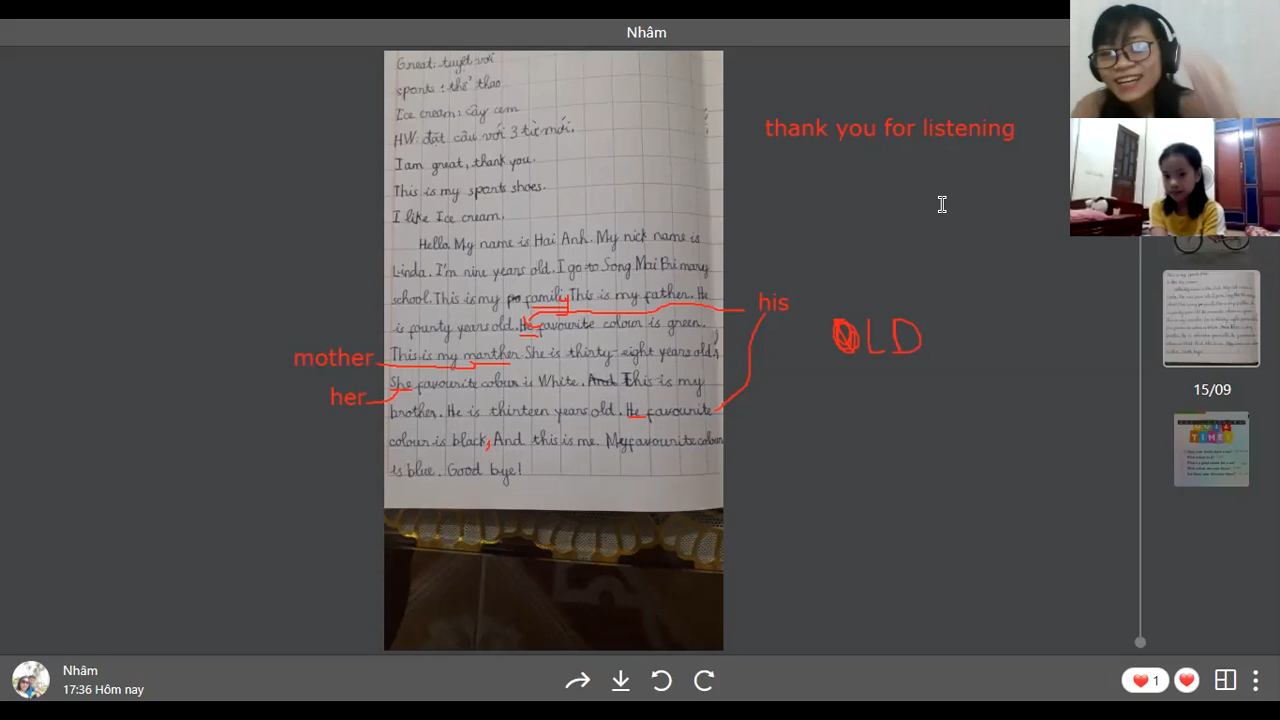 Nhâm
Great: tuyệt vời
sports: thể thao
Ice cream: cây cem
HW: đặt câu với 3 từ mới.
I am great, thank you.
This is my sports shoes.
I like Ice cream.
Hello. My name is Hai Anh. My nick name is
Linda. I'm nine years old. I go to Song Mai Primary
school. This is my famili This is my father. He
is founty years old. He favourite colour is green.
This is my marther She is thirty-eight years old.
She favourite colour is White. And This is my
brother. He is thirteen years old. He favourite
colour is black, And this is me. My favourite colour
is blue. Good bye!
thank you for listening
his
mother
her
OLD
15/09
QUIZ
TIME!
Nhâm
17:36 Hôm nay
1